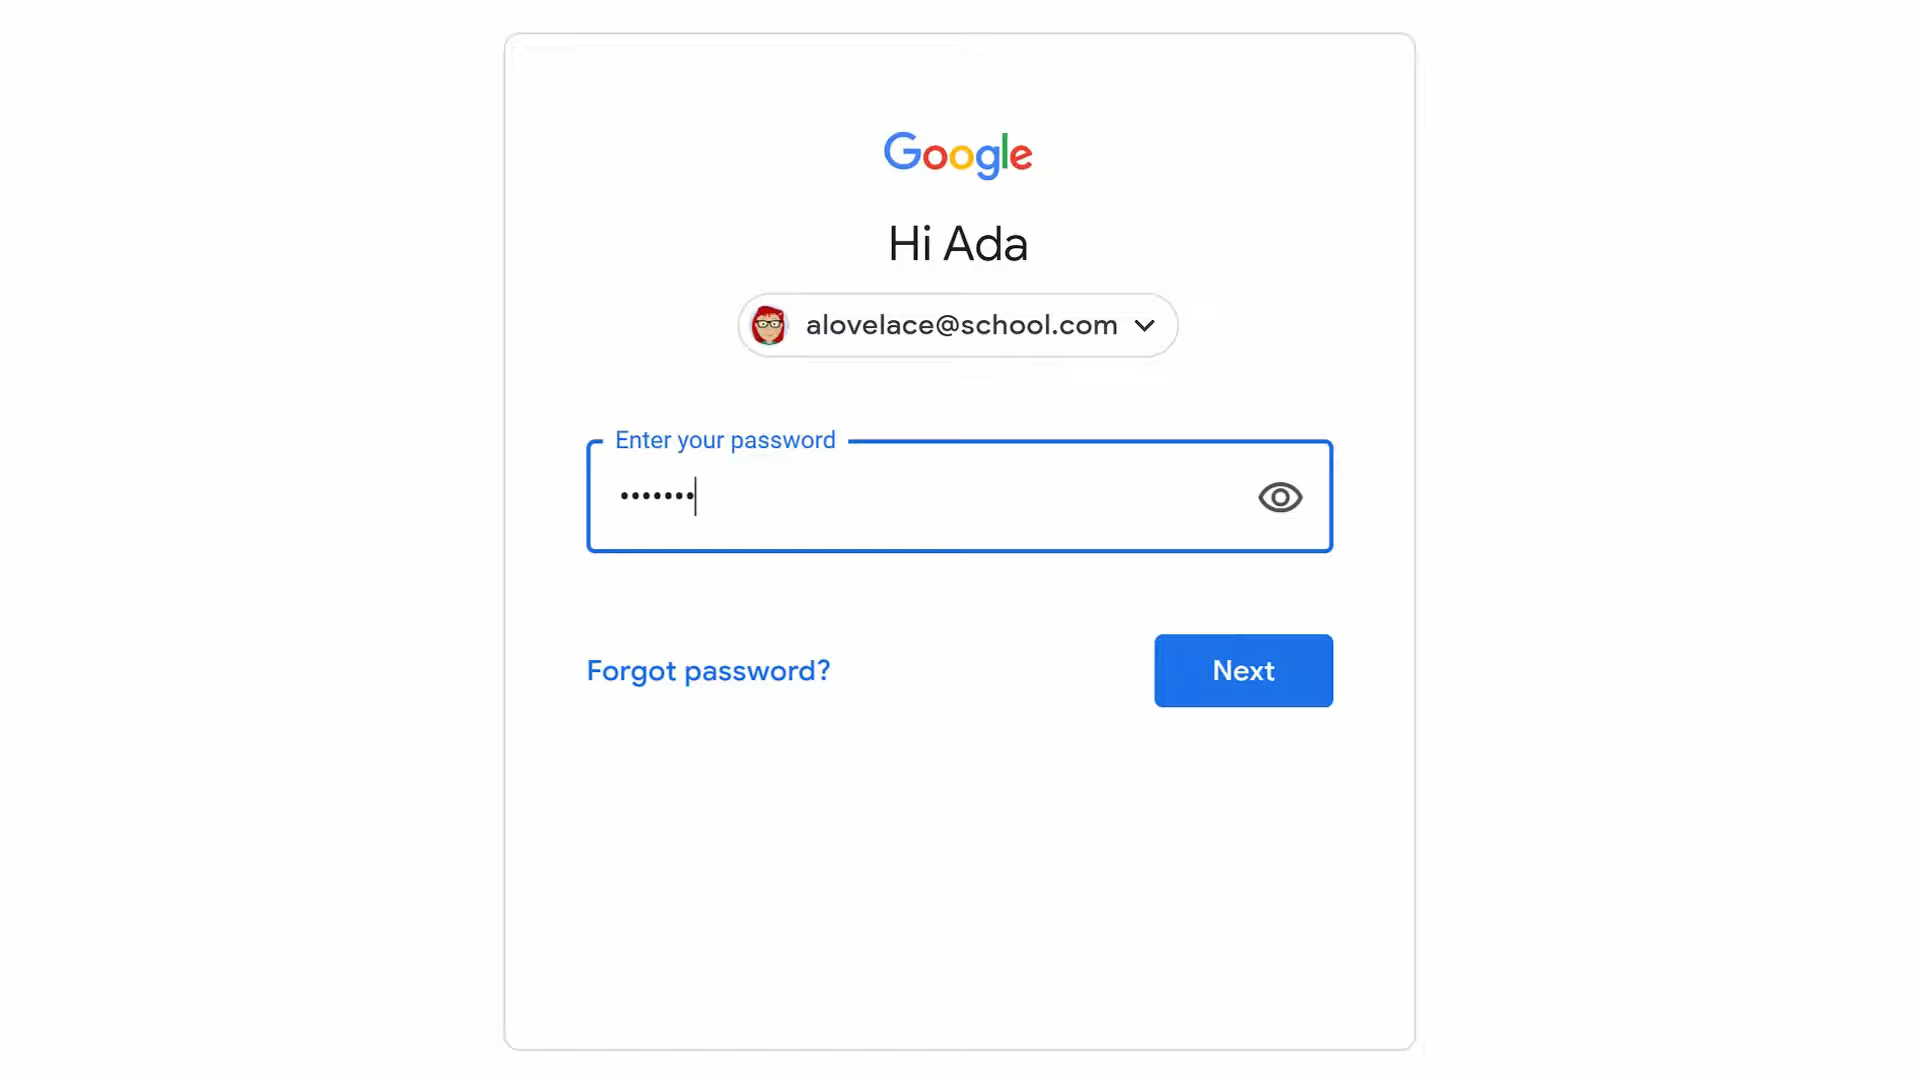 Google
Hi Ada
alovelace@school.com
Enter your password
•••••••
Forgot password?
Next